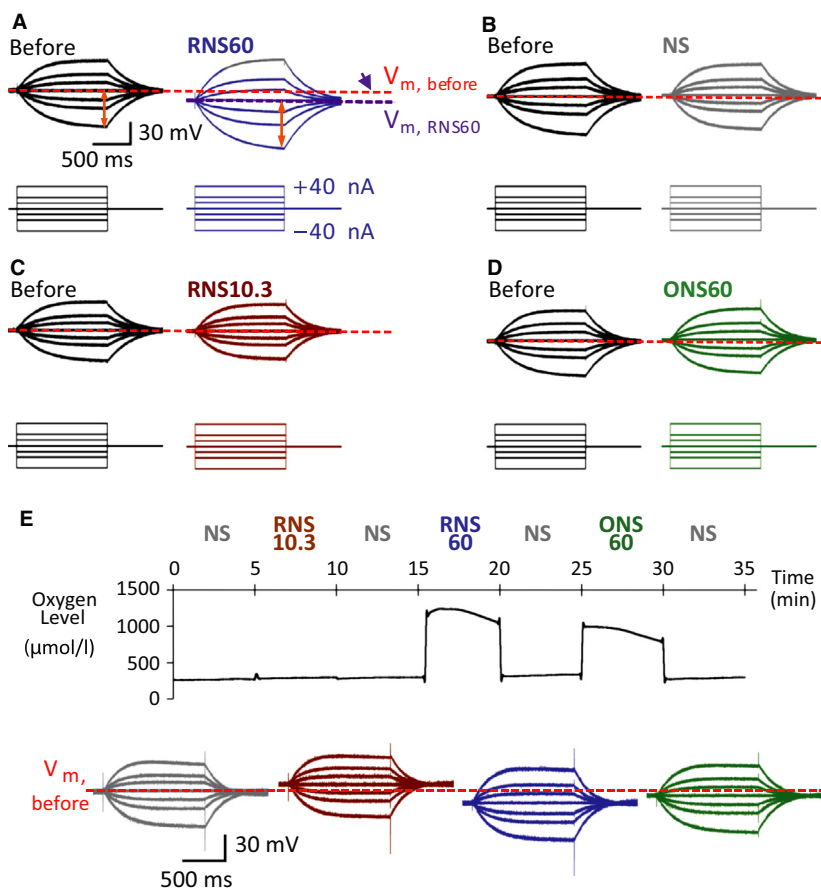 A
Before
RNS60
V m, before
V m, RNS60
30 mV
500 ms
+40 nA
−40 nA
B
Before
NS
C
Before
RNS10.3
D
Before
ONS60
E
NS
RNS
10.3
NS
RNS
60
NS
ONS
60
NS
0 5 10 15 20 25 30 35
Time
(min)
Oxygen
Level
(μmol/l)
1500
1000
500
0
V m,
before
30 mV
500 ms